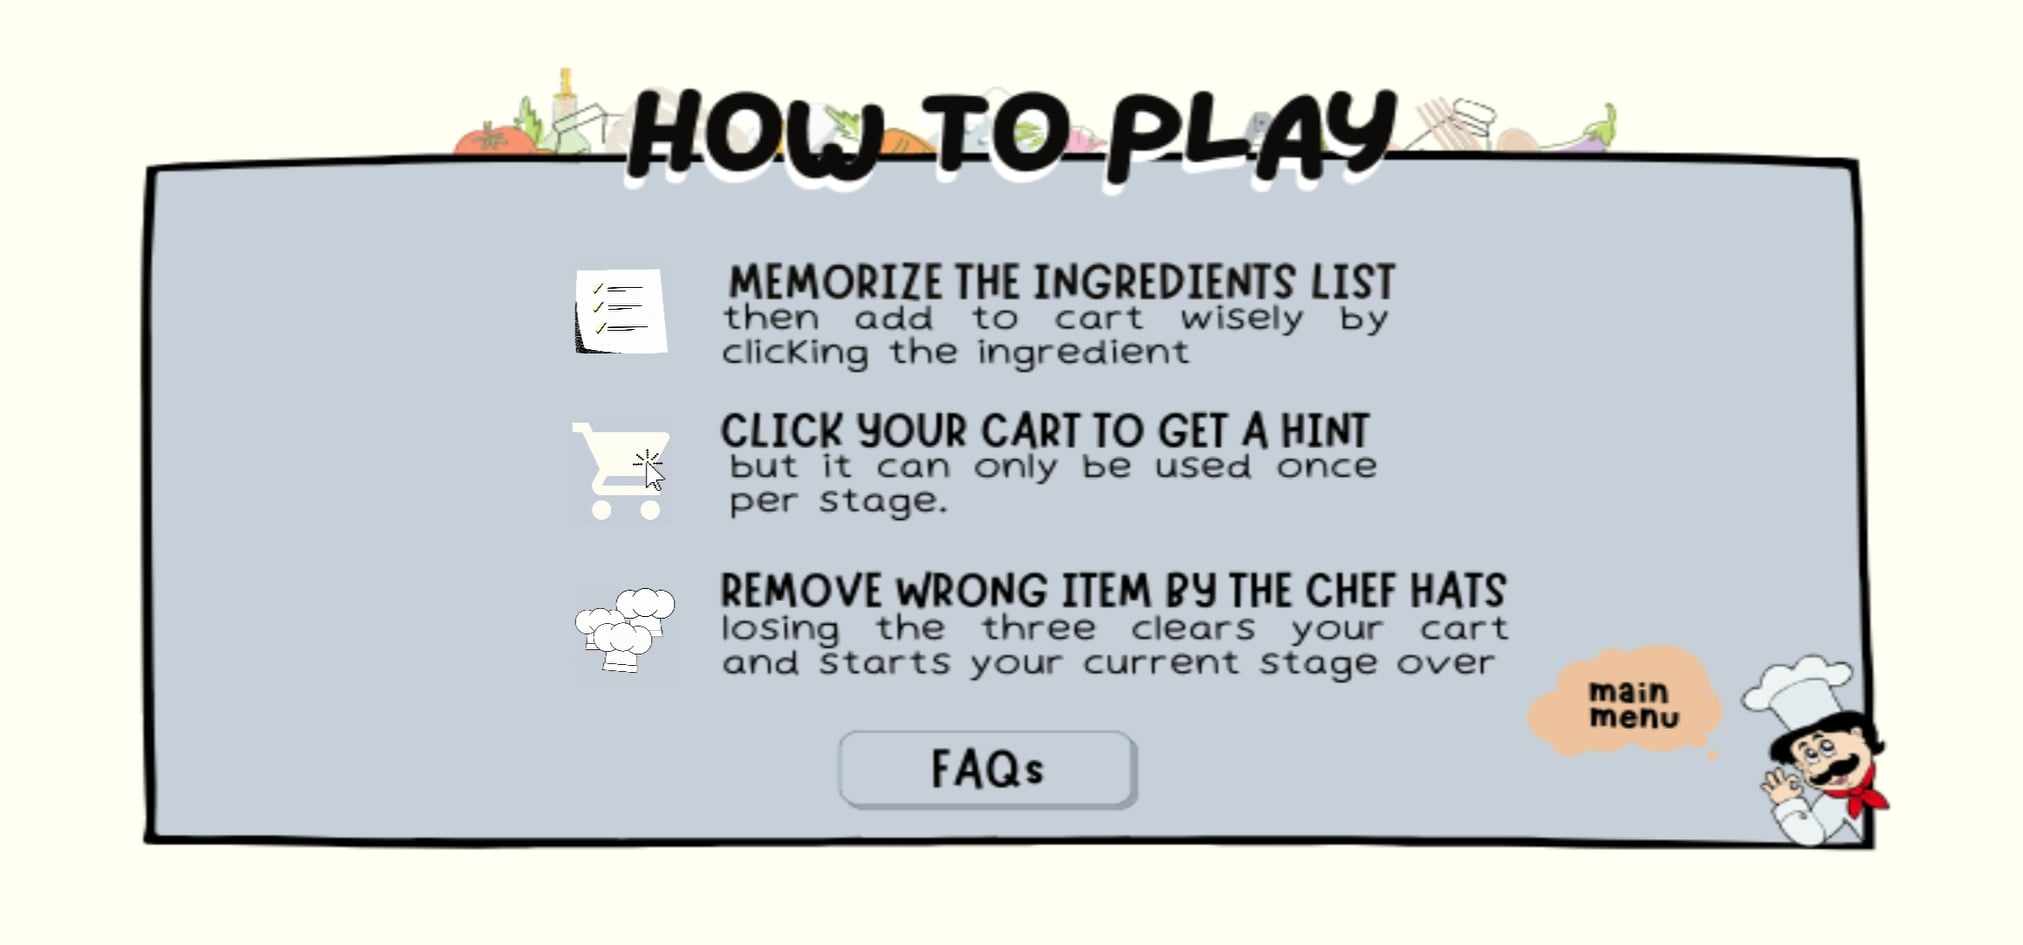 HOW TO PLAY
MEMORIZE THE INGREDIENTS LIST
then add to cart wisely by
clicking the ingredient
CLICK YOUR CART TO GET A HINT
but it can only be used once
per stage.
REMOVE WRONG ITEM BY THE CHEF HATS
losing the three clears your cart
and starts your current stage over
main
menu
FAQs